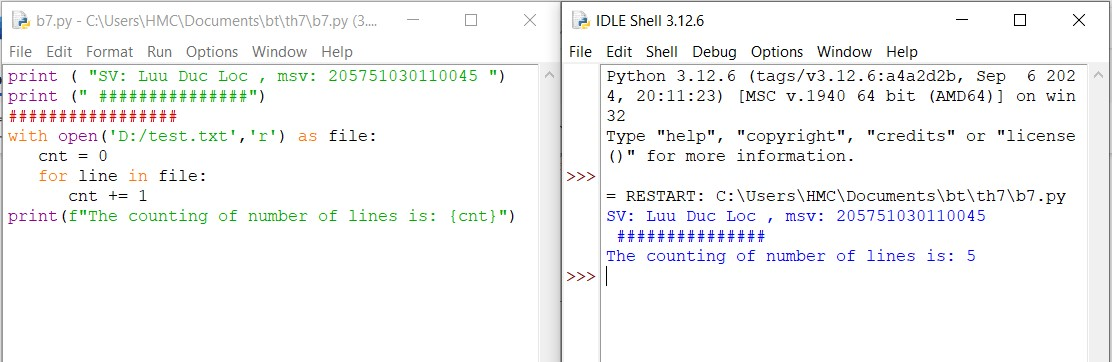 b7.py - C:\Users\HMC\Documents\bt\th7\b7.py (3....
File Edit Format Run Options Window Help
print ( "SV: Luu Duc Loc , msv: 205751030110045 ")
print (" ###############")
#################
with open('D:/test.txt','r') as file:
   cnt = 0
   for line in file:
      cnt += 1
print(f"The counting of number of lines is: {cnt}")
IDLE Shell 3.12.6
File Edit Shell Debug Options Window Help
Python 3.12.6 (tags/v3.12.6:a4a2d2b, Sep  6 202
4, 20:11:23) [MSC v.1940 64 bit (AMD64)] on win
32
Type "help", "copyright", "credits" or "license
()" for more information.
>>>
= RESTART: C:\Users\HMC\Documents\bt\th7\b7.py
SV: Luu Duc Loc , msv: 205751030110045
 ###############
The counting of number of lines is: 5
>>>